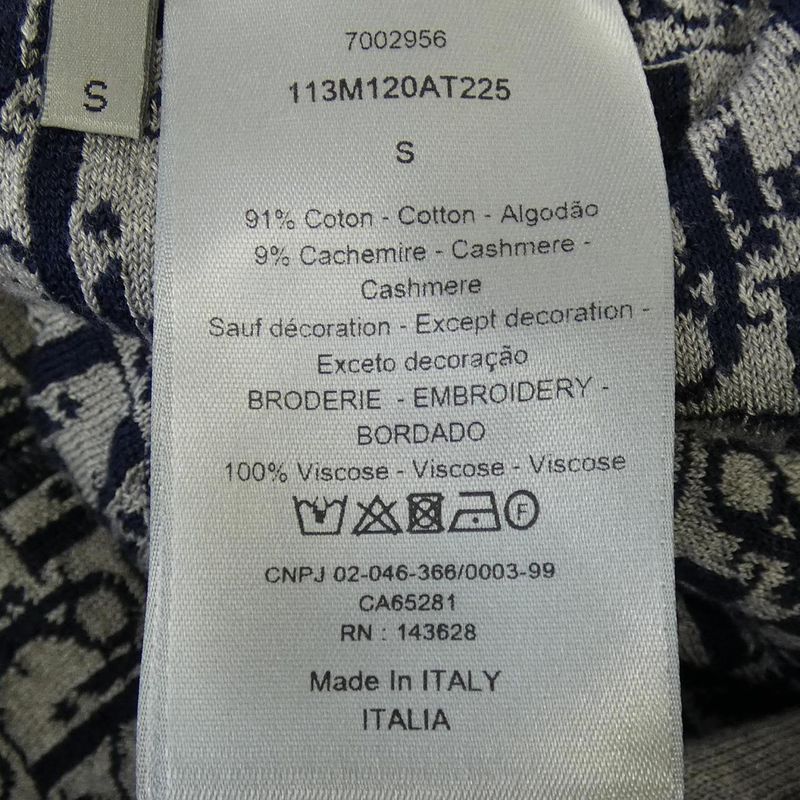 S
7002956
113M120AT225
S
91% Coton - Cotton - Algodão
9% Cachemire - Cashmere -
Cashmere
Sauf décoration - Except decoration -
Exceto decoração
BRODERIE - EMBROIDERY -
BORDADO
100% Viscose - Viscose - Viscose
F
CNPJ 02-046-366/0003-99
CA65281
RN : 143628
Made In ITALY
ITALIA